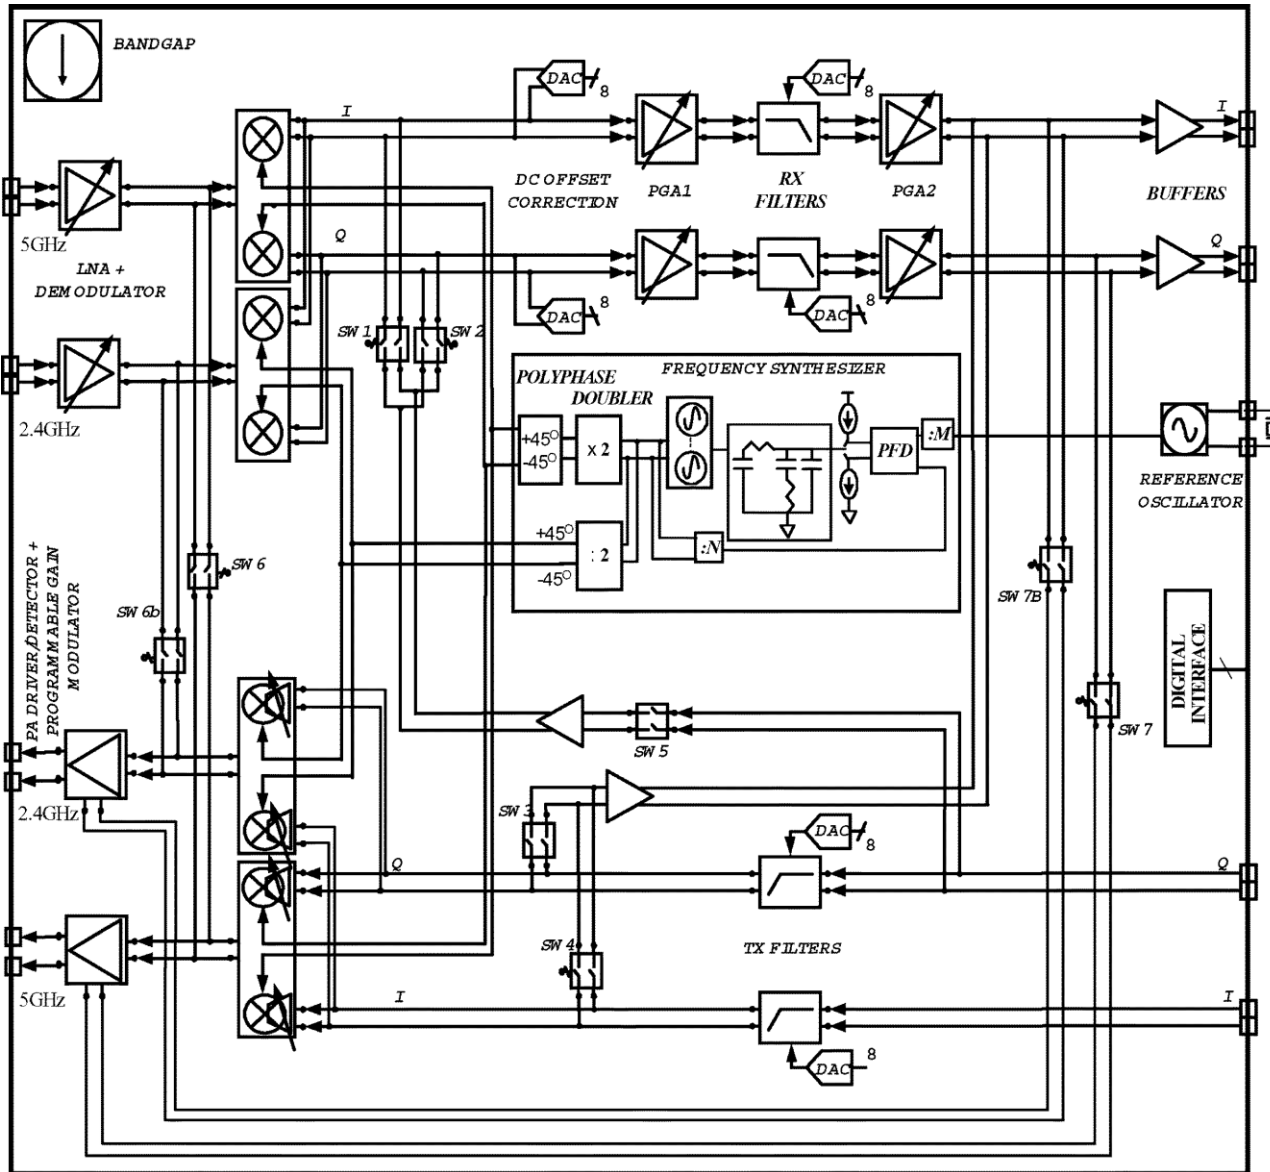 BANDGAP
I
DAC
8
DAC
8
DC OFFSET
CORRECTION
PGA1
RX
FILTERS
PGA2
BUFFERS
I
5GHz
LNA +
DEMODULATOR
Q
DAC
8
DAC
8
Q
2.4GHz
SW 1
SW 2
POLYPHASE
DOUBLER
FREQUENCY SYNTHESIZER
+45°
-45°
x 2
PFD
:M
REFERENCE
OSCILLATOR
+45°
-45°
: 2
:N
SW 6
SW 6b
SW 7B
PA DRIVER/DETECTOR +
PROGRAMMABLE GAIN
MODULATOR
DIGITAL
INTERFACE
SW 5
SW 7
2.4GHz
SW 3
DAC
8
Q
Q
SW 4
TX FILTERS
5GHz
I
I
DAC
8